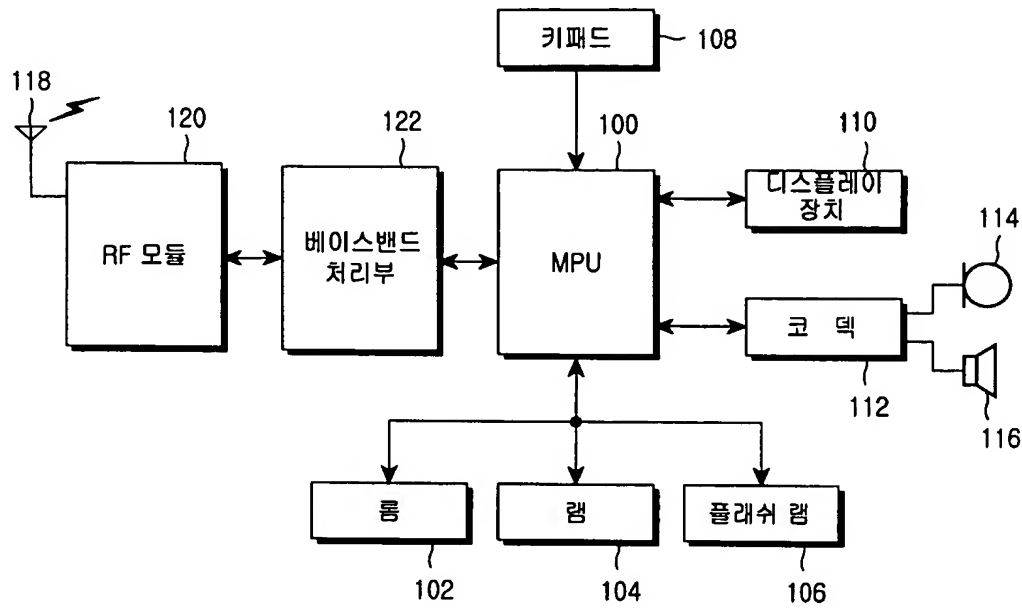 키패드
108
118
120
122
100
110
RF 모듈
베이스밴드
처리부
MPU
디스플레이
장치
114
코 덱
112
116
롬
램
플래쉬 램
102
104
106